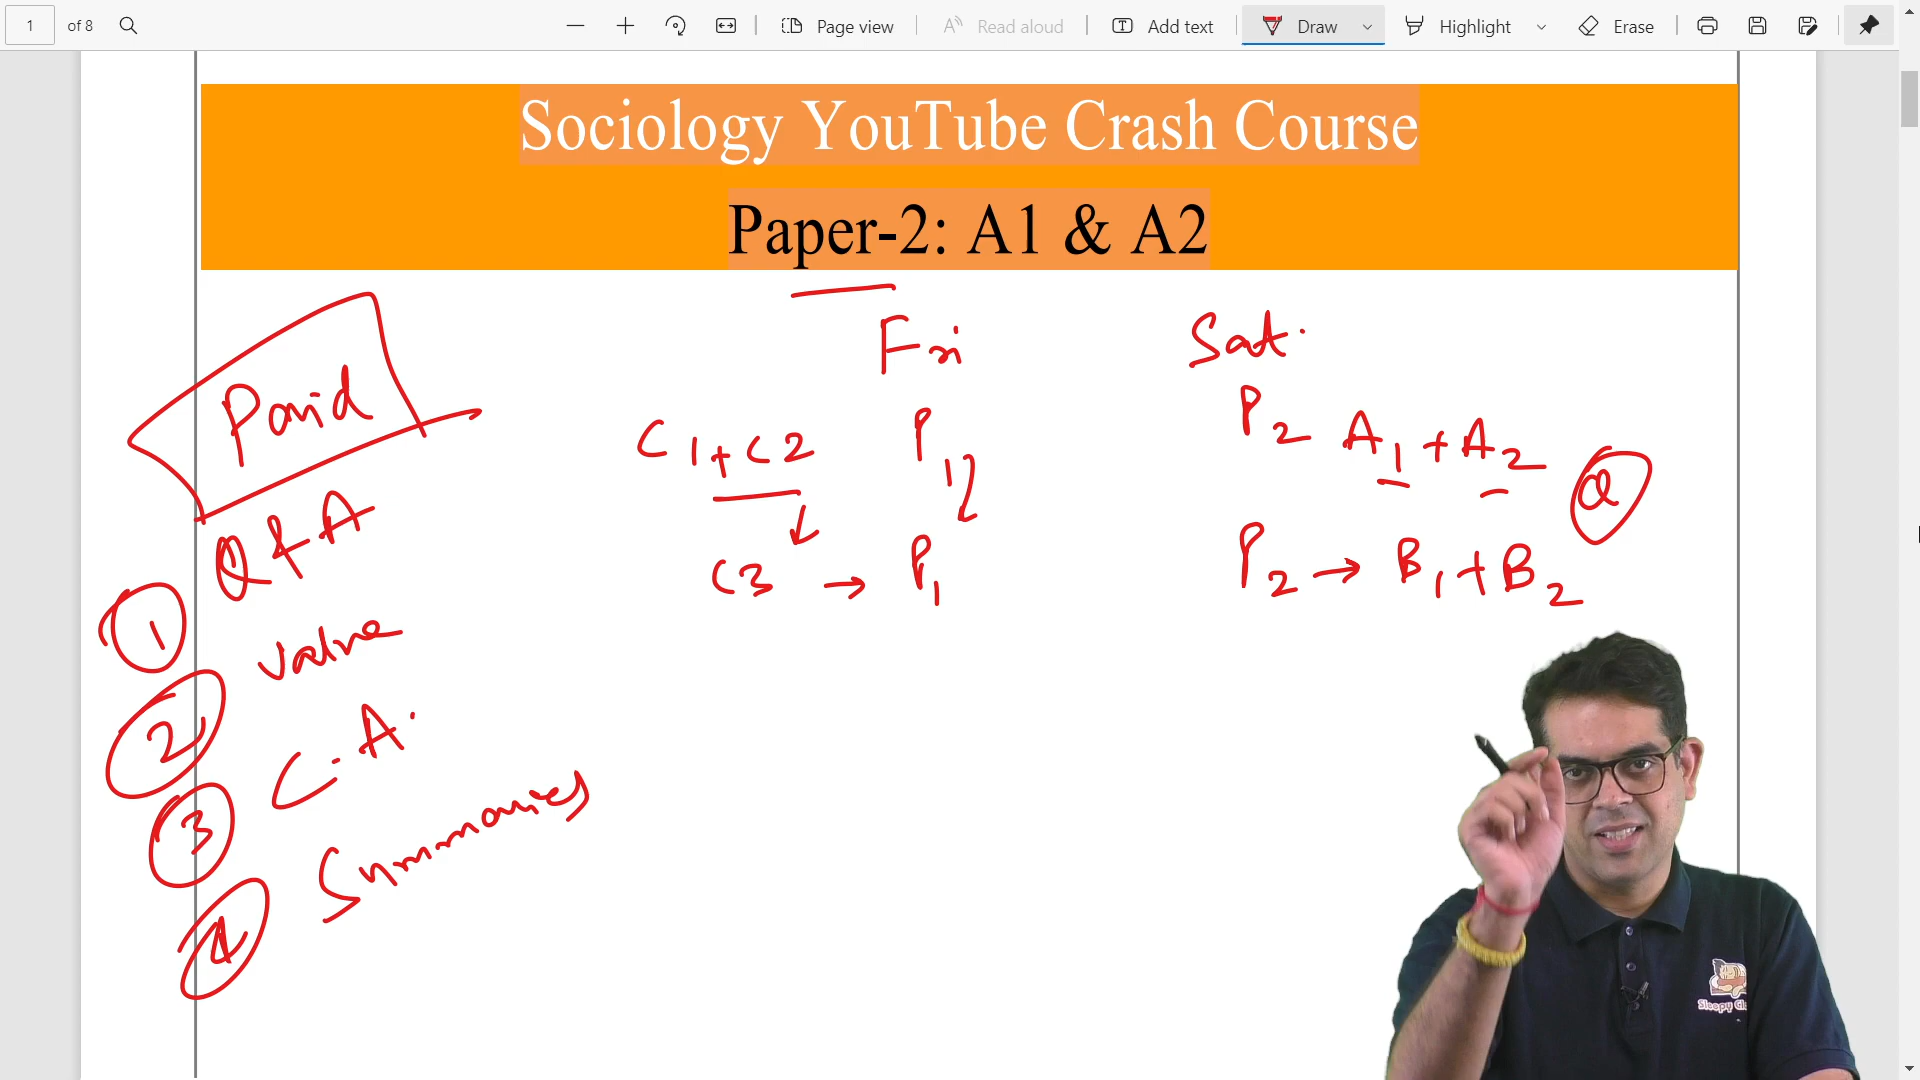 1 of 8 Page view Read aloud Add text Draw Highlight Erase
Sociology YouTube Crash Course
Paper-2: A1 & A2
Fri Sat.
Paid
C1+C2 P1 P2 A1+A2
Q
C3 → P1 P2 → B1+B2
Q & A
1 value
2 C.A.
3 Summaries
4
Sleepy Cl